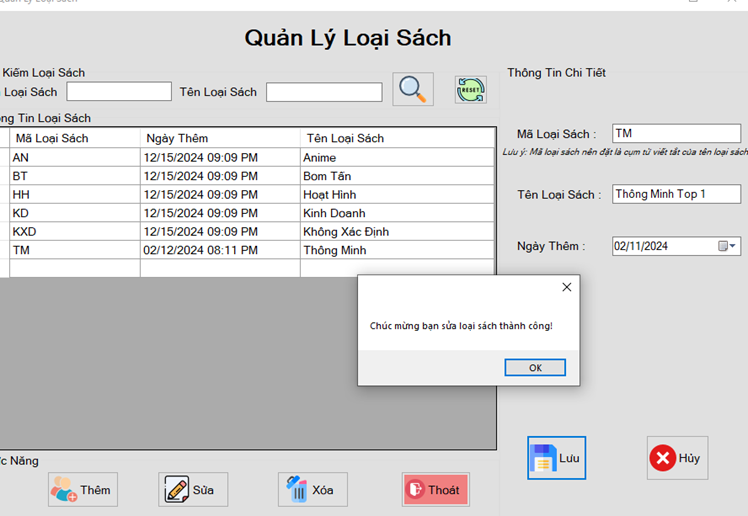 Quản Lý Loại Sách
Kiếm Loại Sách
Loại Sách
Tên Loại Sách
RESET
Thông Tin Chi Tiết
Tin Loại Sách
Mã Loại Sách Ngày Thêm Tên Loại Sách
AN 12/15/2024 09:09 PM Anime
BT 12/15/2024 09:09 PM Bom Tấn
HH 12/15/2024 09:09 PM Hoạt Hình
KD 12/15/2024 09:09 PM Kinh Doanh
KXD 12/15/2024 09:09 PM Không Xác Định
TM 02/12/2024 08:11 PM Thông Minh
Mã Loại Sách : TM
Lưu ý: Mã loại sách nên đặt là cụm từ viết tắt của tên loại sách
Tên Loại Sách : Thông Minh Top 1
Ngày Thêm : 02/11/2024
Chúc mừng bạn sửa loại sách thành công!
OK
Lưu
Hủy
Năng
Thêm
Sửa
Xóa
Thoát